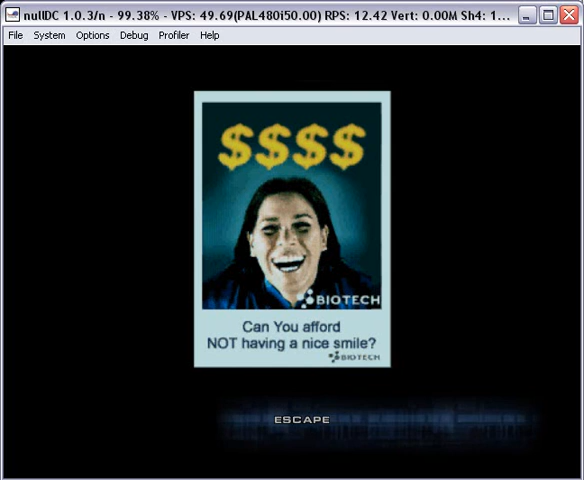 nullDC 1.0.3/n - 99.38% - VPS: 49.69(PAL480i50.00) RPS: 12.42 Vert: 0.00M Sh4: 1...
File System Options Debug Profiler Help
$$$$
BIOTECH
Can You afford
NOT having a nice smile?
BIOTECH
ESCAPE